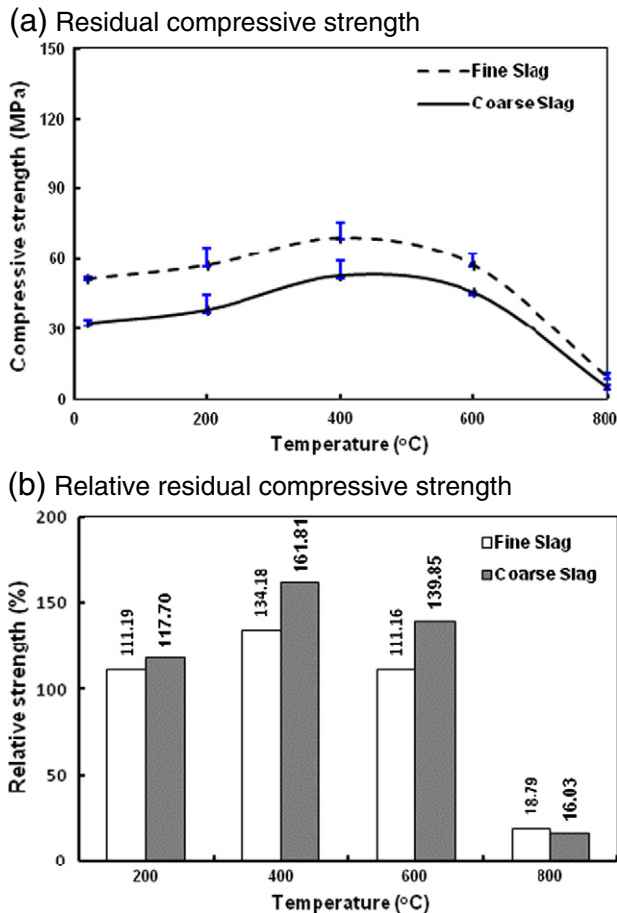 (a) Residual compressive strength
150
120
90
60
30
0
Compressive strength (MPa)
Fine Slag
Coarse Slag
0 200 400 600 800
Temperature (oC)
(b) Relative residual compressive strength
200
150
100
50
0
Relative strength (%)
Fine Slag
Coarse Slag
111.19 117.70 134.18 161.81 111.16 139.85 18.79 16.03
200 400 600 800
Temperature (oC)